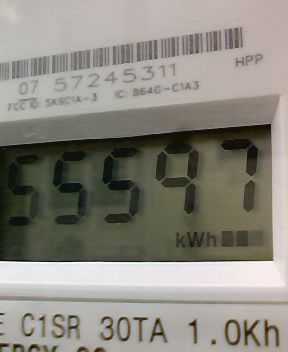 HPP
07 57245311
FCC ID: SK9C1A-3 IC: 864G-C1A3
55597
kWh
C1SR 30TA 1.0Kh